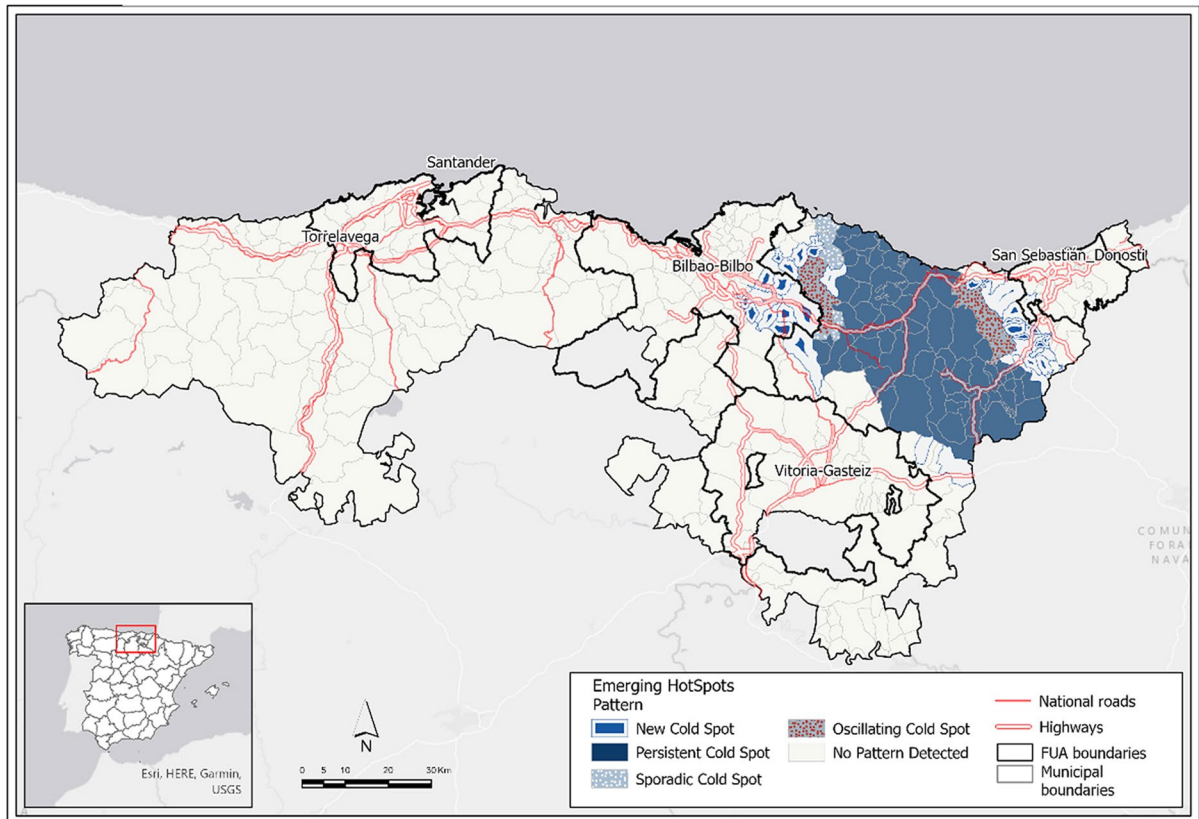 Santander
Torrelavega
Bilbao-Bilbo
San Sebastián_Donosti
Vitoria-Gasteiz
COMUN
FORAL
NAVA
Esri, HERE, Garmin,
USGS
N
0 5 10 20 30 Km
Emerging HotSpots
Pattern
New Cold Spot
Persistent Cold Spot
Sporadic Cold Spot
Oscillating Cold Spot
No Pattern Detected
National roads
Highways
FUA boundaries
Municipal
boundaries